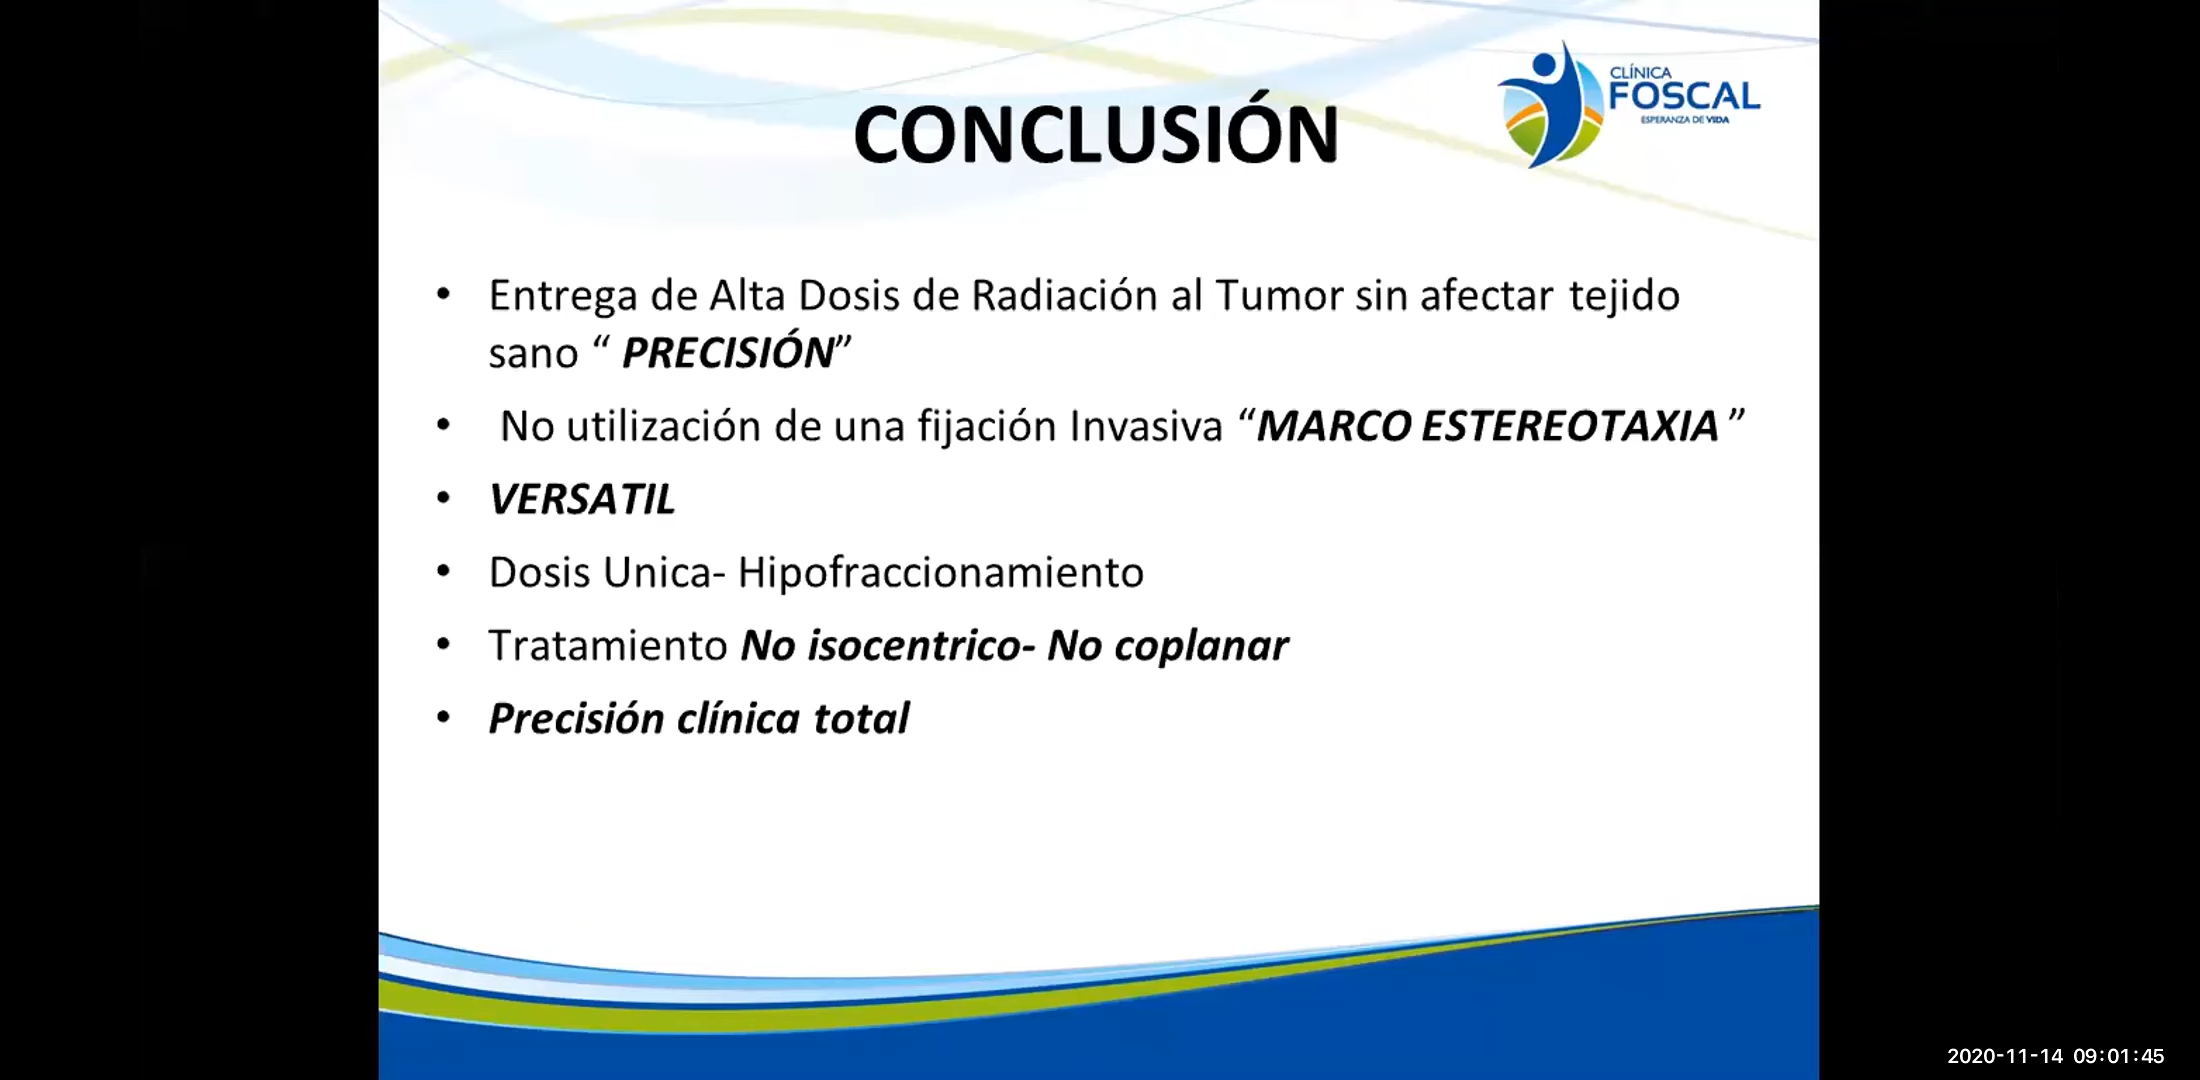 CLÍNICA
FOSCAL
ESPERANZA DE VIDA
CONCLUSIÓN
• Entrega de Alta Dosis de Radiación al Tumor sin afectar tejido
sano “ PRECISIÓN”
• No utilización de una fijación Invasiva “MARCO ESTEREOTAXIA ”
• VERSATIL
• Dosis Unica- Hipofraccionamiento
• Tratamiento No isocentrico- No coplanar
• Precisión clínica total
2020-11-14 09:01:45